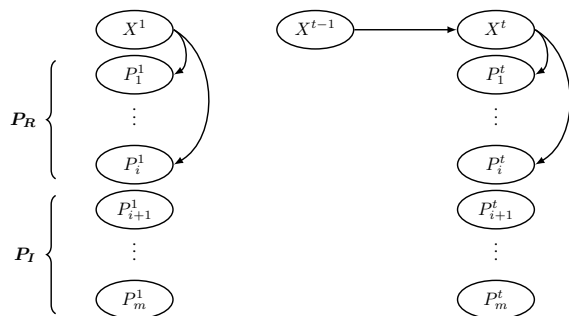 X^1 X^{t-1} X^t
P_1^1 P_1^t
⋮ ⋮
P_R
P_i^1 P_i^t
P_{i+1}^1 P_{i+1}^t
P_I
⋮ ⋮
P_m^1 P_m^t